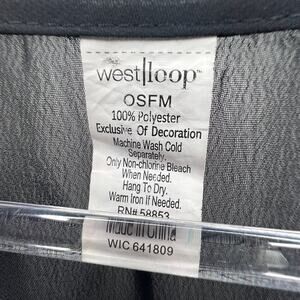 west|loop™
OSFM
100% Polyester
Exclusive Of Decoration
Machine Wash Cold
Separately.
Only Non-chlorine Bleach
When Needed.
Hang To Dry.
Warm Iron If Needed.
RN# 58853
Made In China
WIC 641809